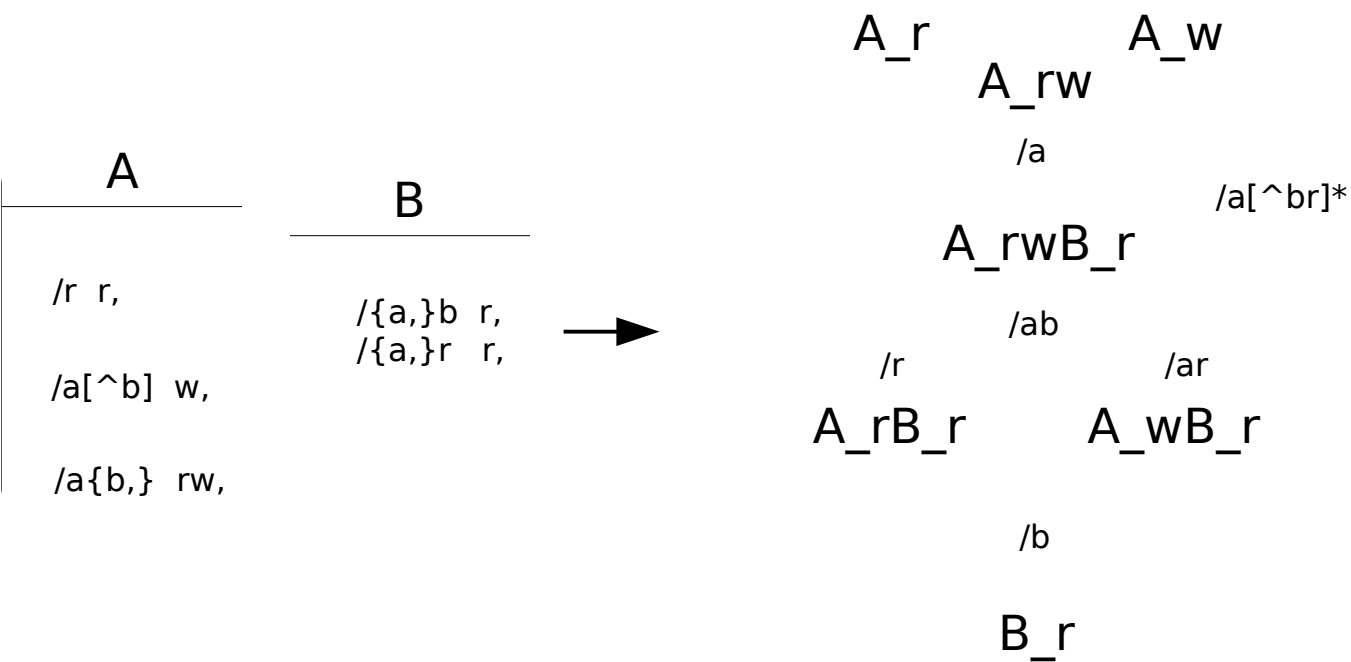 A
/r r,
/a[^b] w,
/a{b,} rw,
B
/{a,}b r,
/{a,}r r,
A_r
A_w
A_rw
/a
/a[^br]*
A_rwB_r
/ab
/r
/ar
A_rB_r
A_wB_r
/b
B_r